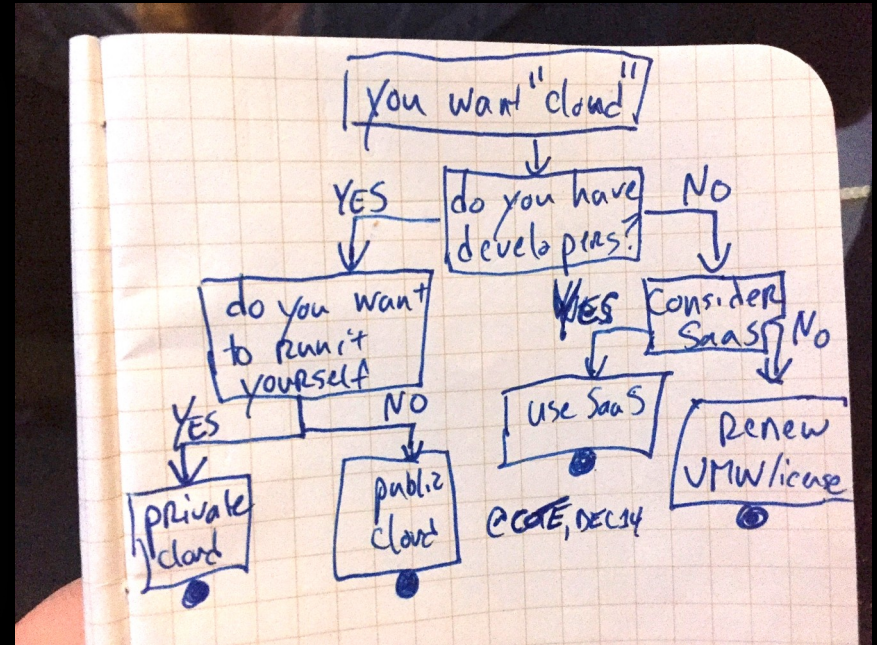 you want "cloud"
do you have
developers?
YES
NO
do you want
to run it
yourself
Consider
SaaS
YES
No
YES
NO
use SaaS
Renew
VMW license
private
cloud
public
cloud
@COTE, DEC14